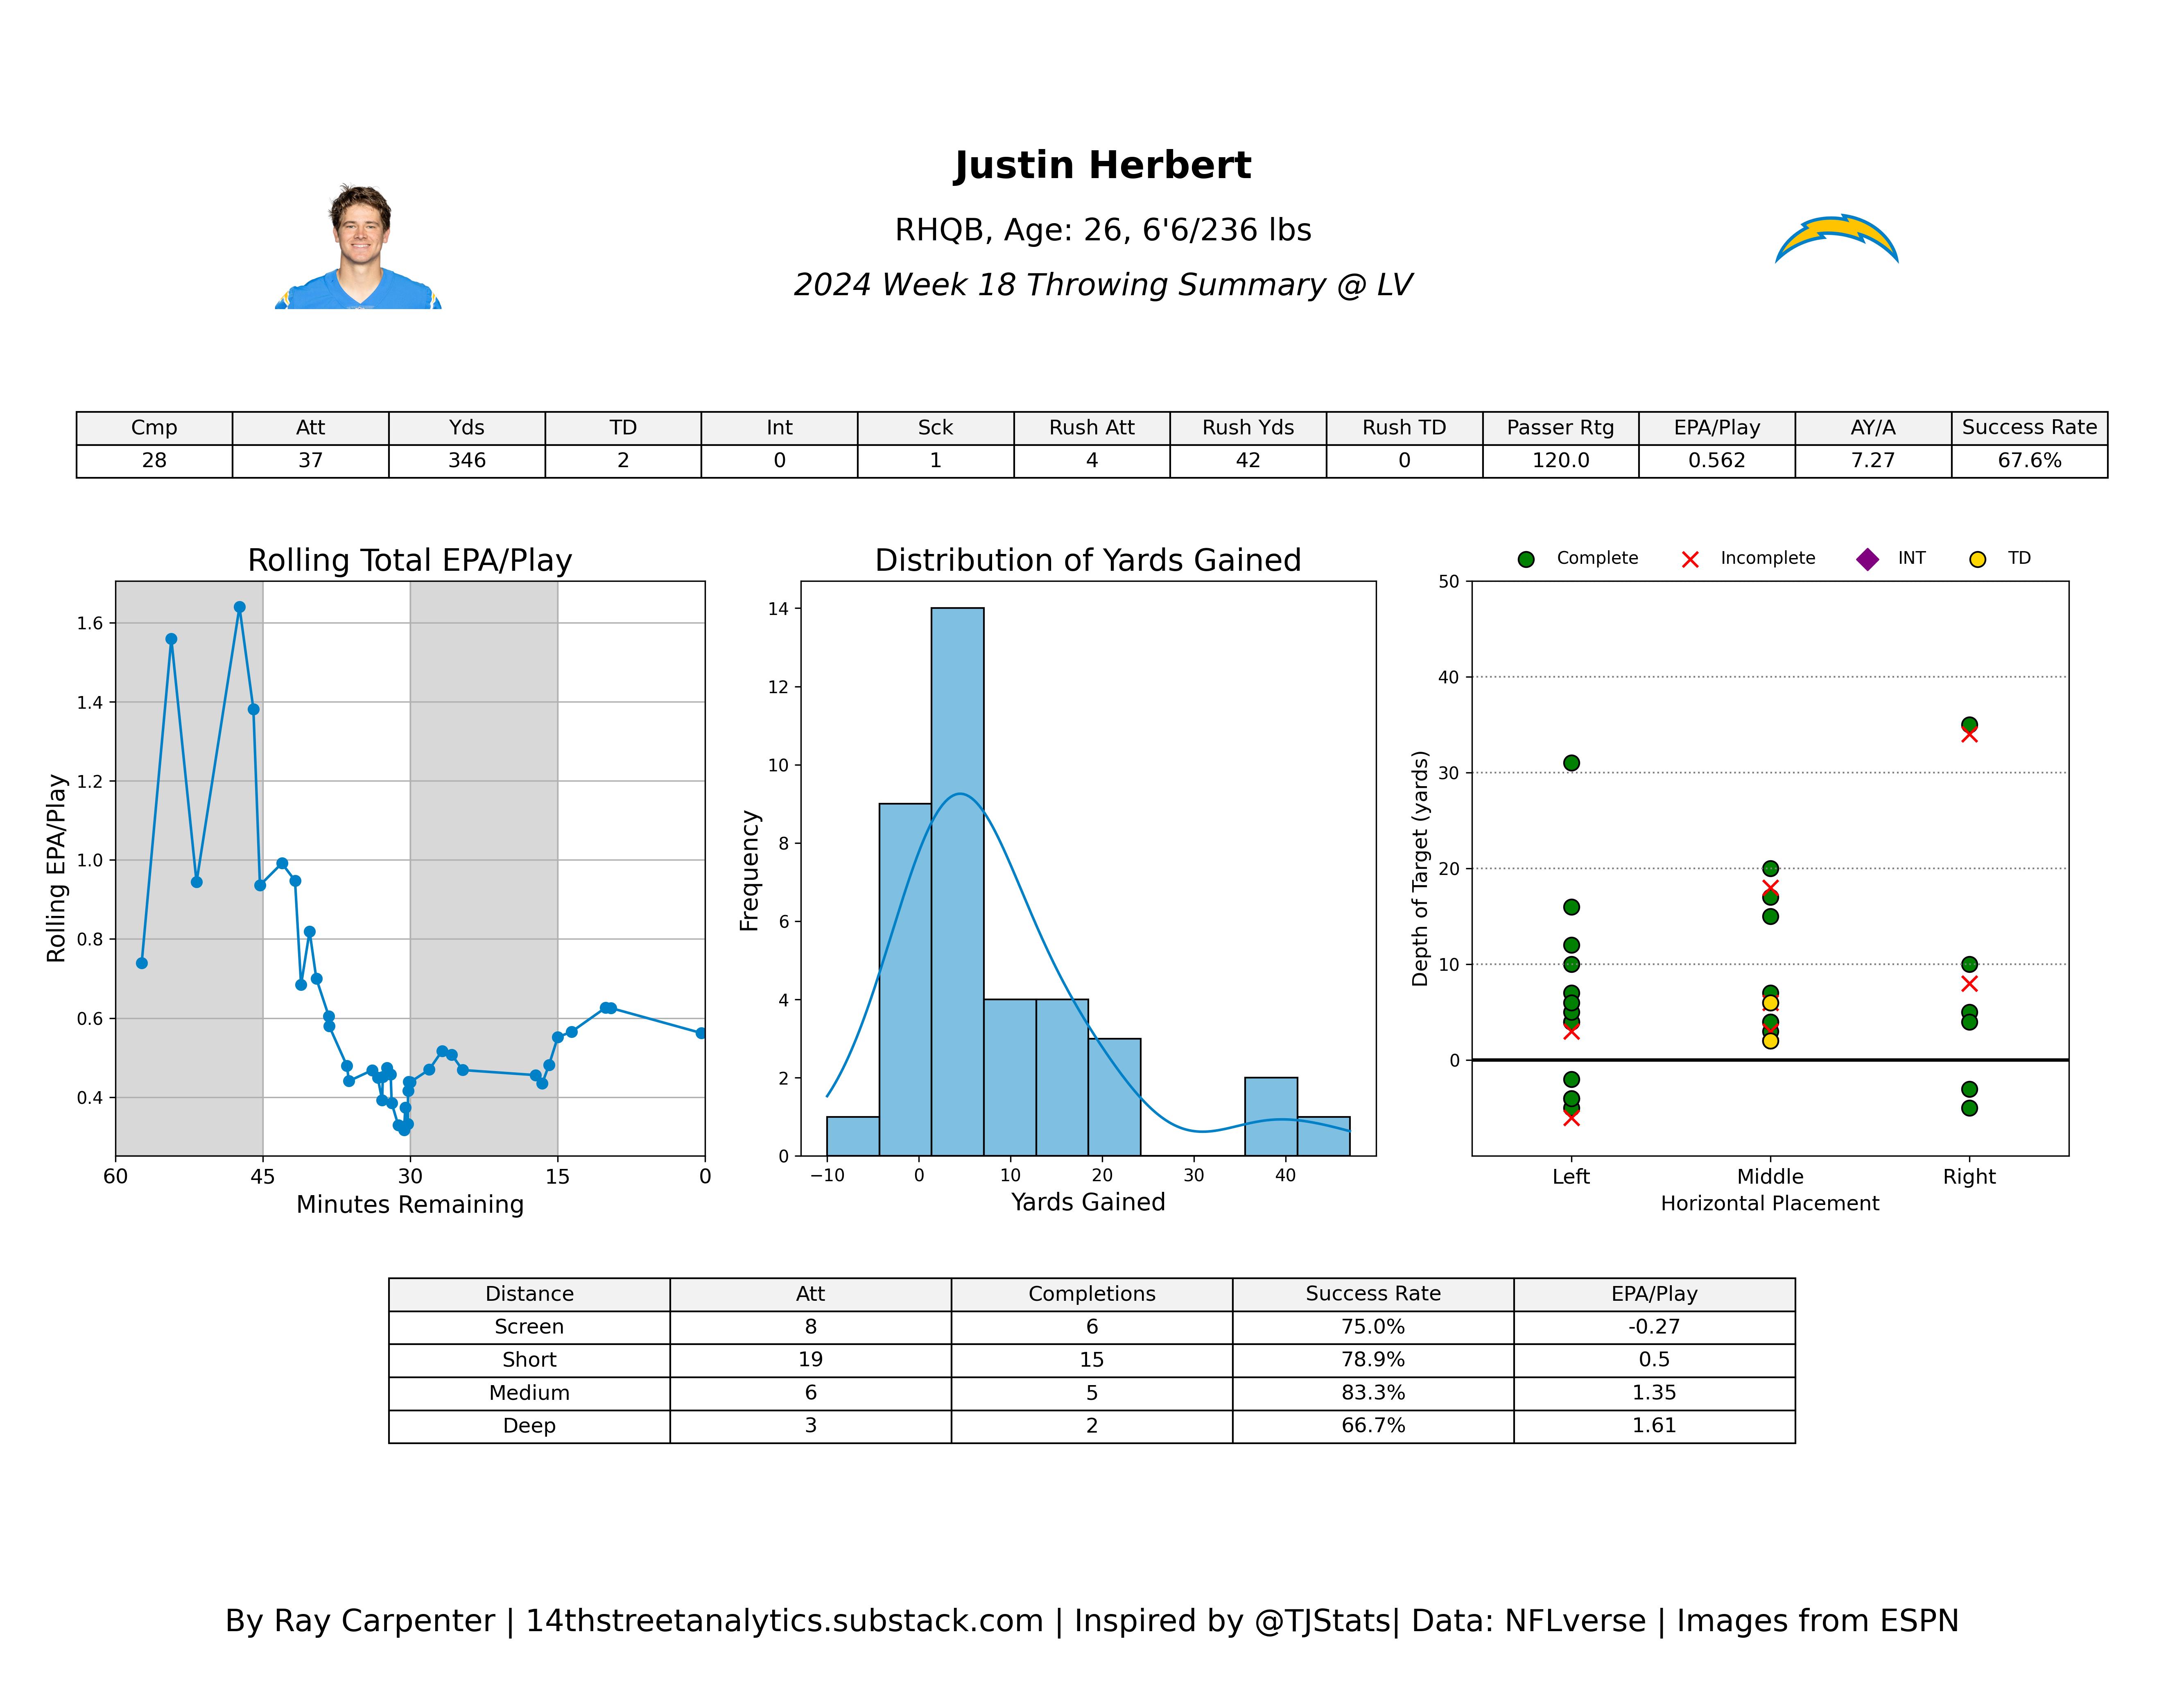 Justin Herbert
RHQB, Age: 26, 6'6/236 lbs
2024 Week 18 Throwing Summary @ LV
Cmp Att Yds TD Int Sck Rush Att Rush Yds Rush TD Passer Rtg EPA/Play AY/A Success Rate
28 37 346 2 0 1 4 42 0 120.0 0.562 7.27 67.6%
Rolling Total EPA/Play
1.6
1.4
1.2
1.0
0.8
0.6
0.4
Rolling EPA/Play
60 45 30 15 0
Minutes Remaining
Distribution of Yards Gained
14
12
10
8
6
4
2
0
Frequency
−10 0 10 20 30 40
Yards Gained
Complete Incomplete INT TD
50
40
30
20
10
0
Depth of Target (yards)
Left Middle Right
Horizontal Placement
Distance Att Completions Success Rate EPA/Play
Screen 8 6 75.0% -0.27
Short 19 15 78.9% 0.5
Medium 6 5 83.3% 1.35
Deep 3 2 66.7% 1.61
By Ray Carpenter | 14thstreetanalytics.substack.com | Inspired by @TJStats| Data: NFLverse | Images from ESPN